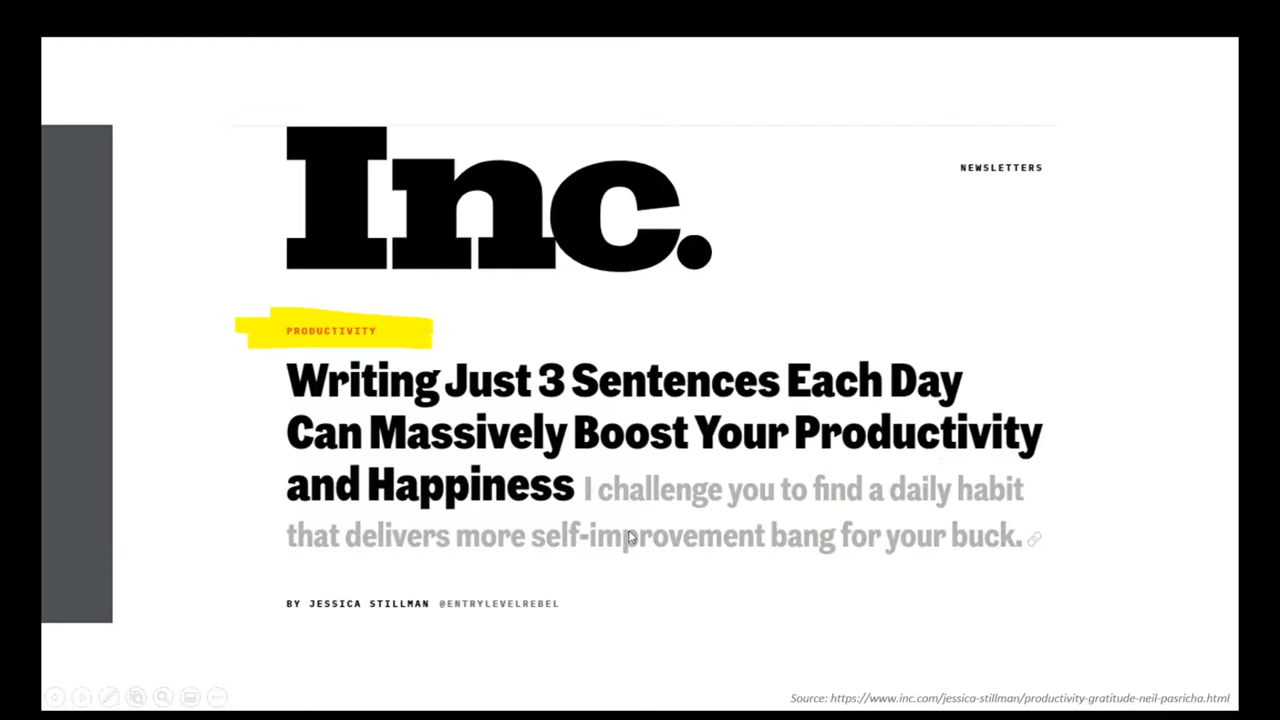 Inc.
NEWSLETTERS
PRODUCTIVITY
Writing Just 3 Sentences Each Day
Can Massively Boost Your Productivity
and Happiness I challenge you to find a daily habit
that delivers more self-improvement bang for your buck.
BY JESSICA STILLMAN @ENTRYLEVELREBEL
Source: https://www.inc.com/jessica-stillman/productivity-gratitude-neil-pasricha.html